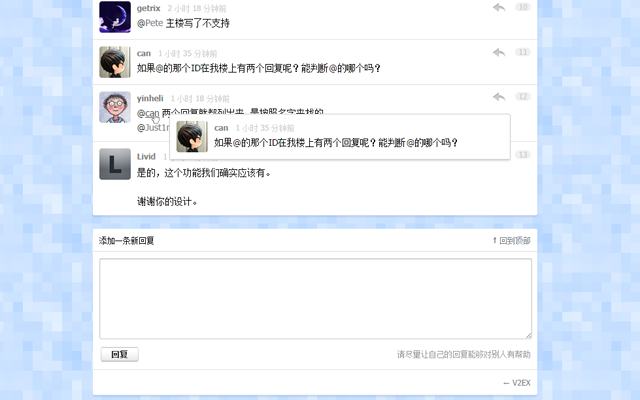 getrix 2 小时 18 分钟前 10
@Pete 主楼写了不支持
can 1 小时 35 分钟前 11
如果@的那个ID在我楼上有两个回复呢？能判断@的哪个吗？
yinheli 1 小时 18 分钟前 12
@can 两个回复就都列出来，是按照名字来找的
@Just1n
can 1 小时 35 分钟前
如果@的那个ID在我楼上有两个回复呢？能判断@的哪个吗？
Livid 13
L
是的，这个功能我们确实应该有。
谢谢你的设计。
添加一条新回复 ↑ 回到顶部
回复 请尽量让自己的回复能够对别人有帮助
← V2EX